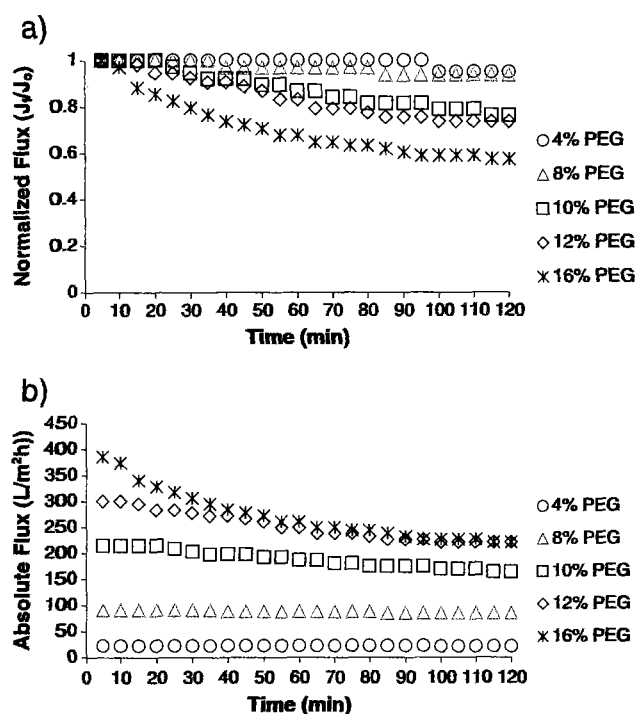 a)
Normalized Flux (Jᵥ/Jₒ)
1
0.8
0.6
0.4
0.2
0
0 10 20 30 40 50 60 70 80 90 100 110 120
Time (min)
4% PEG
8% PEG
10% PEG
12% PEG
16% PEG
b)
Absolute Flux (L/m²h))
450
400
350
300
250
200
150
100
50
0
0 10 20 30 40 50 60 70 80 90 100 110 120
Time (min)
4% PEG
8% PEG
10% PEG
12% PEG
16% PEG